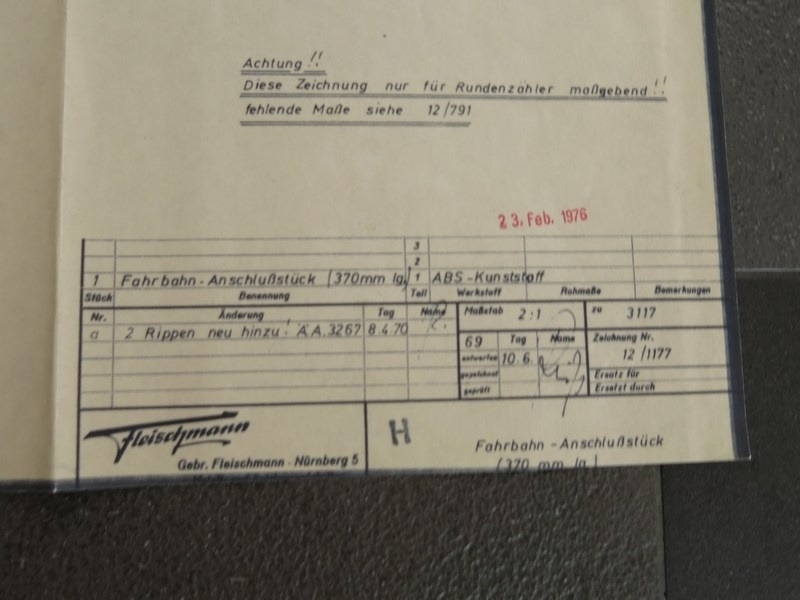 Achtung !!
Diese Zeichnung nur für Rundenzähler maßgebend !!
fehlende Maße siehe 12/791
23. Feb. 1976
3
2
1 Fahrbahn-Anschlußstück (370mm lg.) 1 ABS-Kunststoff
Stück Benennung Teil Werkstoff Rohmaße Bemerkungen
Nr. Änderung Tag Name Maßstab 2:1 zu 3117
a 2 Rippen neu hinzu! ÄA.3267 8.4.70
69 Tag Name Zeichnung Nr.
entworfen 10.6. 12/1177
gezeichnet Ersatz für
geprüft Ersetzt durch
Fleischmann H Fahrbahn-Anschlußstück
Gebr. Fleischmann · Nürnberg 5 (370 mm lg.)